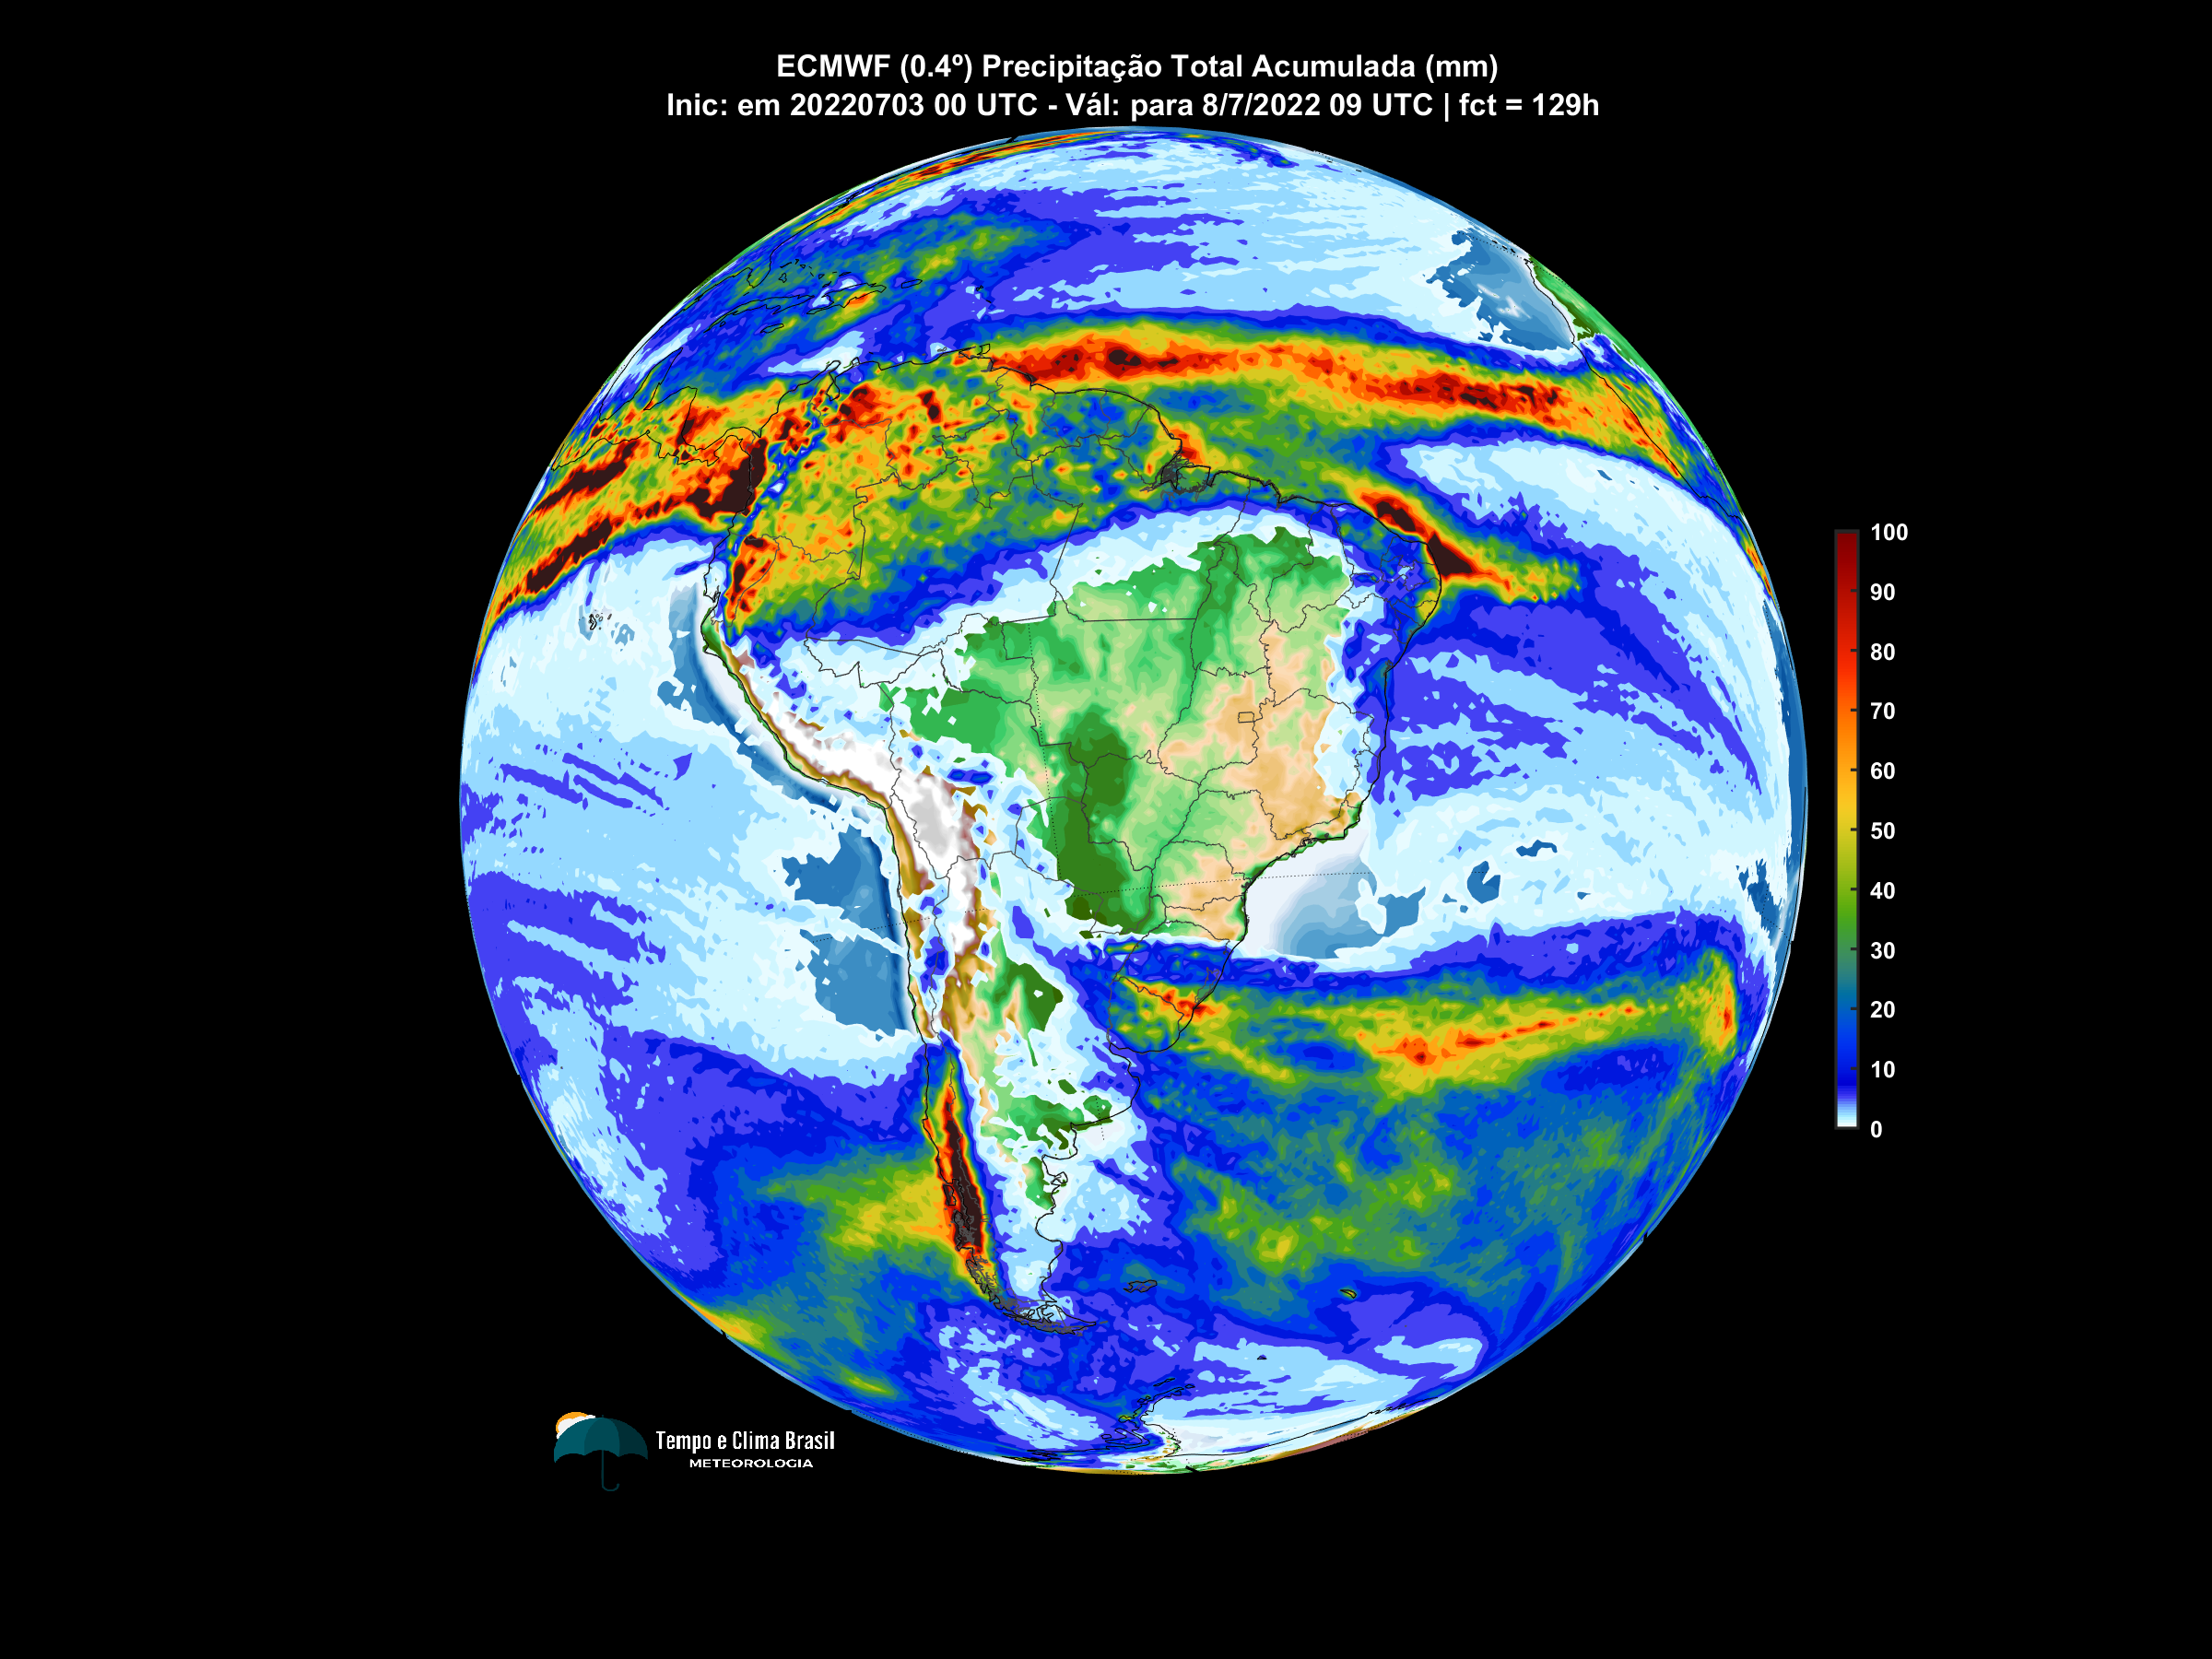 ECMWF (0.4º) Precipitação Total Acumulada (mm)
Inic: em 20220703 00 UTC - Vál: para 8/7/2022 09 UTC | fct = 129h
100
90
80
70
60
50
40
30
20
10
0
Tempo e Clima Brasil
METEOROLOGIA